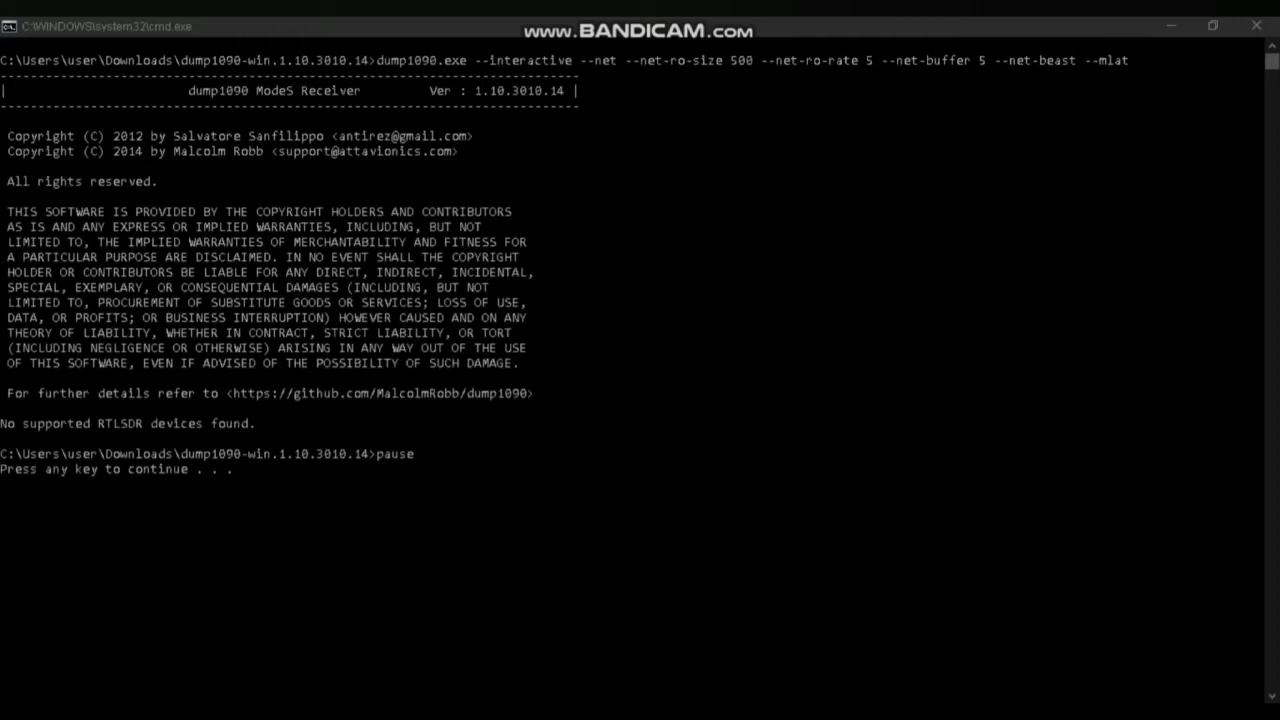 www.BANDICAM.com
C:\WINDOWS\system32\cmd.exe
C:\Users\user\Downloads\dump1090-win.1.10.3010.14>dump1090.exe --interactive --net --net-ro-size 500 --net-ro-rate 5 --net-buffer 5 --net-beast --mlat
-----------------------------------------------------------------------------
|                        dump1090 ModeS Receiver         Ver : 1.10.3010.14 |
-----------------------------------------------------------------------------
Copyright (C) 2012 by Salvatore Sanfilippo <antirez@gmail.com>
Copyright (C) 2014 by Malcolm Robb <support@attavionics.com>
All rights reserved.
THIS SOFTWARE IS PROVIDED BY THE COPYRIGHT HOLDERS AND CONTRIBUTORS
AS IS AND ANY EXPRESS OR IMPLIED WARRANTIES, INCLUDING, BUT NOT
LIMITED TO, THE IMPLIED WARRANTIES OF MERCHANTABILITY AND FITNESS FOR
A PARTICULAR PURPOSE ARE DISCLAIMED. IN NO EVENT SHALL THE COPYRIGHT
HOLDER OR CONTRIBUTORS BE LIABLE FOR ANY DIRECT, INDIRECT, INCIDENTAL,
SPECIAL, EXEMPLARY, OR CONSEQUENTIAL DAMAGES (INCLUDING, BUT NOT
LIMITED TO, PROCUREMENT OF SUBSTITUTE GOODS OR SERVICES; LOSS OF USE,
DATA, OR PROFITS; OR BUSINESS INTERRUPTION) HOWEVER CAUSED AND ON ANY
THEORY OF LIABILITY, WHETHER IN CONTRACT, STRICT LIABILITY, OR TORT
(INCLUDING NEGLIGENCE OR OTHERWISE) ARISING IN ANY WAY OUT OF THE USE
OF THIS SOFTWARE, EVEN IF ADVISED OF THE POSSIBILITY OF SUCH DAMAGE.
For further details refer to <https://github.com/MalcolmRobb/dump1090>
No supported RTLSDR devices found.
C:\Users\user\Downloads\dump1090-win.1.10.3010.14>pause
Press any key to continue . . .